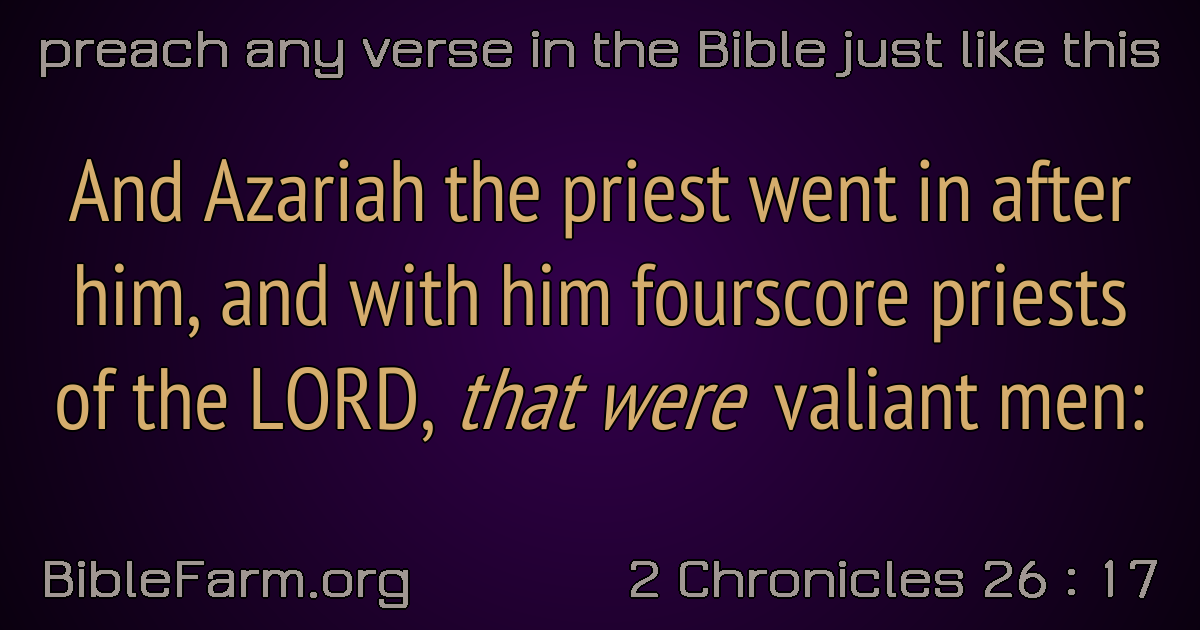 preach any verse in the Bible just like this
And Azariah the priest went in after
him, and with him fourscore priests
of the LORD, that were valiant men:
BibleFarm.org
2 Chronicles 26 : 17